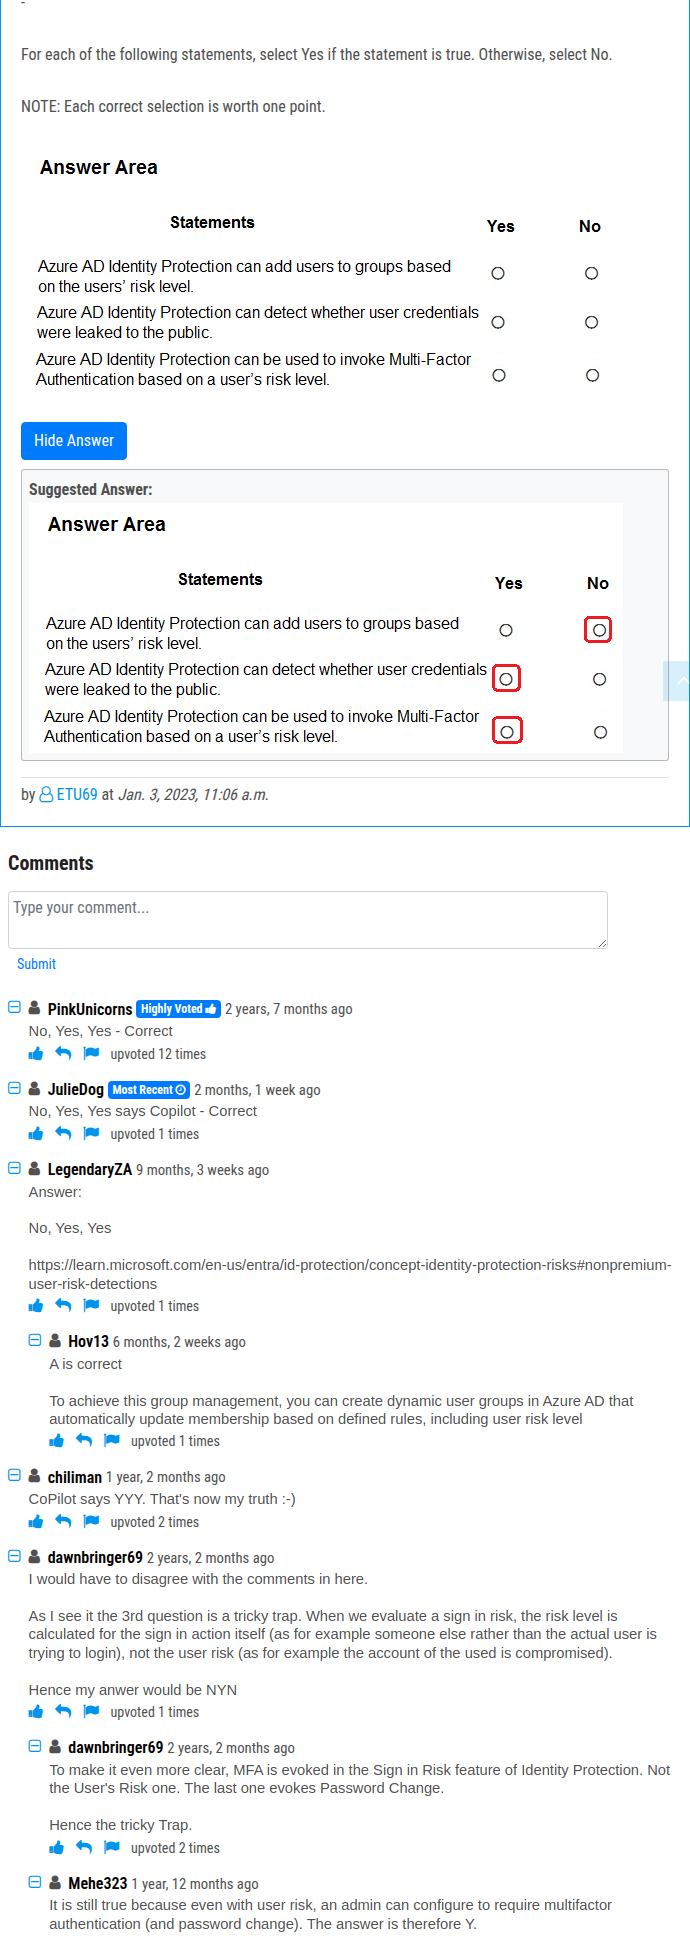 -
For each of the following statements, select Yes if the statement is true. Otherwise, select No.
NOTE: Each correct selection is worth one point.
Answer Area
Statements Yes No
Azure AD Identity Protection can add users to groups based
on the users' risk level.
Azure AD Identity Protection can detect whether user credentials
were leaked to the public.
Azure AD Identity Protection can be used to invoke Multi-Factor
Authentication based on a user's risk level.
Hide Answer
Suggested Answer:
Answer Area
Statements Yes No
Azure AD Identity Protection can add users to groups based
on the users' risk level.
Azure AD Identity Protection can detect whether user credentials
were leaked to the public.
Azure AD Identity Protection can be used to invoke Multi-Factor
Authentication based on a user's risk level.
by ETU69 at Jan. 3, 2023, 11:06 a.m.
Comments
Type your comment...
Submit
PinkUnicorns Highly Voted 2 years, 7 months ago
No, Yes, Yes - Correct
upvoted 12 times
JulieDog Most Recent 2 months, 1 week ago
No, Yes, Yes says Copilot - Correct
upvoted 1 times
LegendaryZA 9 months, 3 weeks ago
Answer:
No, Yes, Yes
https://learn.microsoft.com/en-us/entra/id-protection/concept-identity-protection-risks#nonpremium-
user-risk-detections
upvoted 1 times
Hov13 6 months, 2 weeks ago
A is correct
To achieve this group management, you can create dynamic user groups in Azure AD that
automatically update membership based on defined rules, including user risk level
upvoted 1 times
chiliman 1 year, 2 months ago
CoPilot says YYY. That's now my truth :-)
upvoted 2 times
dawnbringer69 2 years, 2 months ago
I would have to disagree with the comments in here.
As I see it the 3rd question is a tricky trap. When we evaluate a sign in risk, the risk level is
calculated for the sign in action itself (as for example someone else rather than the actual user is
trying to login), not the user risk (as for example the account of the used is compromised).
Hence my anwer would be NYN
upvoted 1 times
dawnbringer69 2 years, 2 months ago
To make it even more clear, MFA is evoked in the Sign in Risk feature of Identity Protection. Not
the User's Risk one. The last one evokes Password Change.
Hence the tricky Trap.
upvoted 2 times
Mehe323 1 year, 12 months ago
It is still true because even with user risk, an admin can configure to require multifactor
authentication (and password change). The answer is therefore Y.